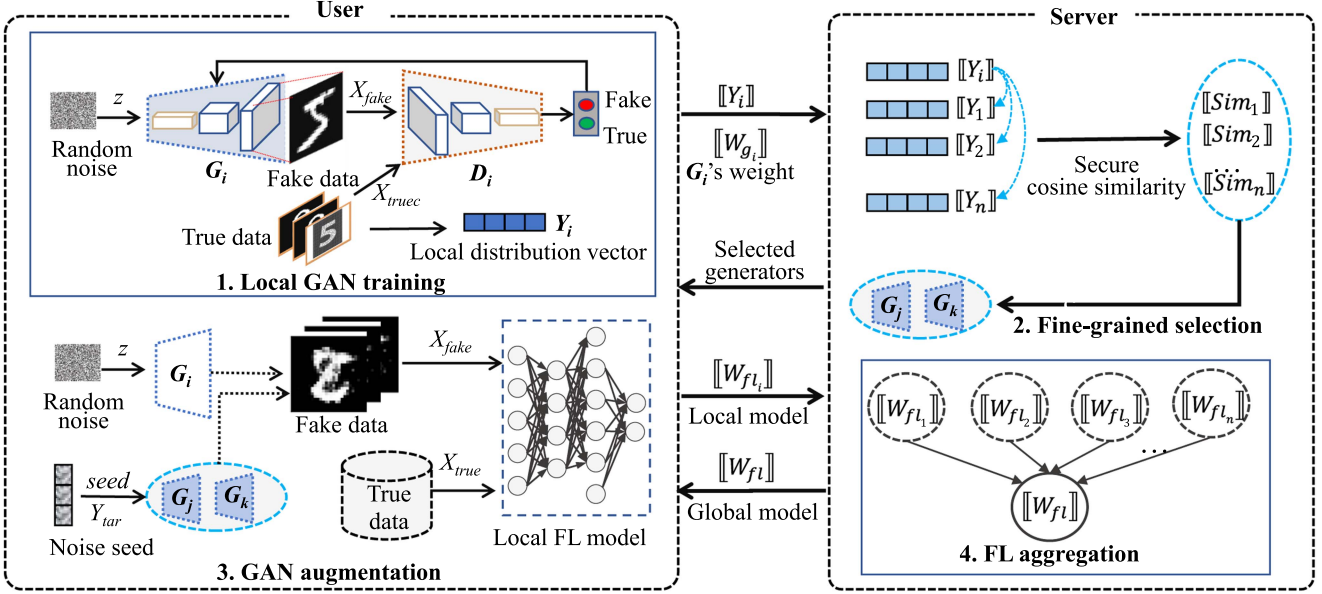 User
Server
z
Random
noise
G_i
X_fake
Fake data
D_i
Fake
True
X_truec
True data
Y_i
Local distribution vector
1. Local GAN training
⟦Y_i⟧
⟦W_{g_i}⟧
G_i's weight
Selected
generators
⟦Y_i⟧
⟦Y_1⟧
⟦Y_2⟧
⟦Y_n⟧
Secure
cosine similarity
⟦Sim_1⟧
⟦Sim_2⟧
....
⟦Sim_n⟧
G_j G_k
2. Fine-grained selection
z
Random
noise
G_i
Fake data
X_fake
seed
Y_tar
Noise seed
G_j G_k
True
data
X_true
Local FL model
3. GAN augmentation
⟦W_{fl_i}⟧
Local model
⟦W_{fl}⟧
Global model
⟦W_{fl_1}⟧ ⟦W_{fl_2}⟧ ⟦W_{fl_3}⟧ ⟦W_{fl_n}⟧
...
⟦W_{fl}⟧
4. FL aggregation